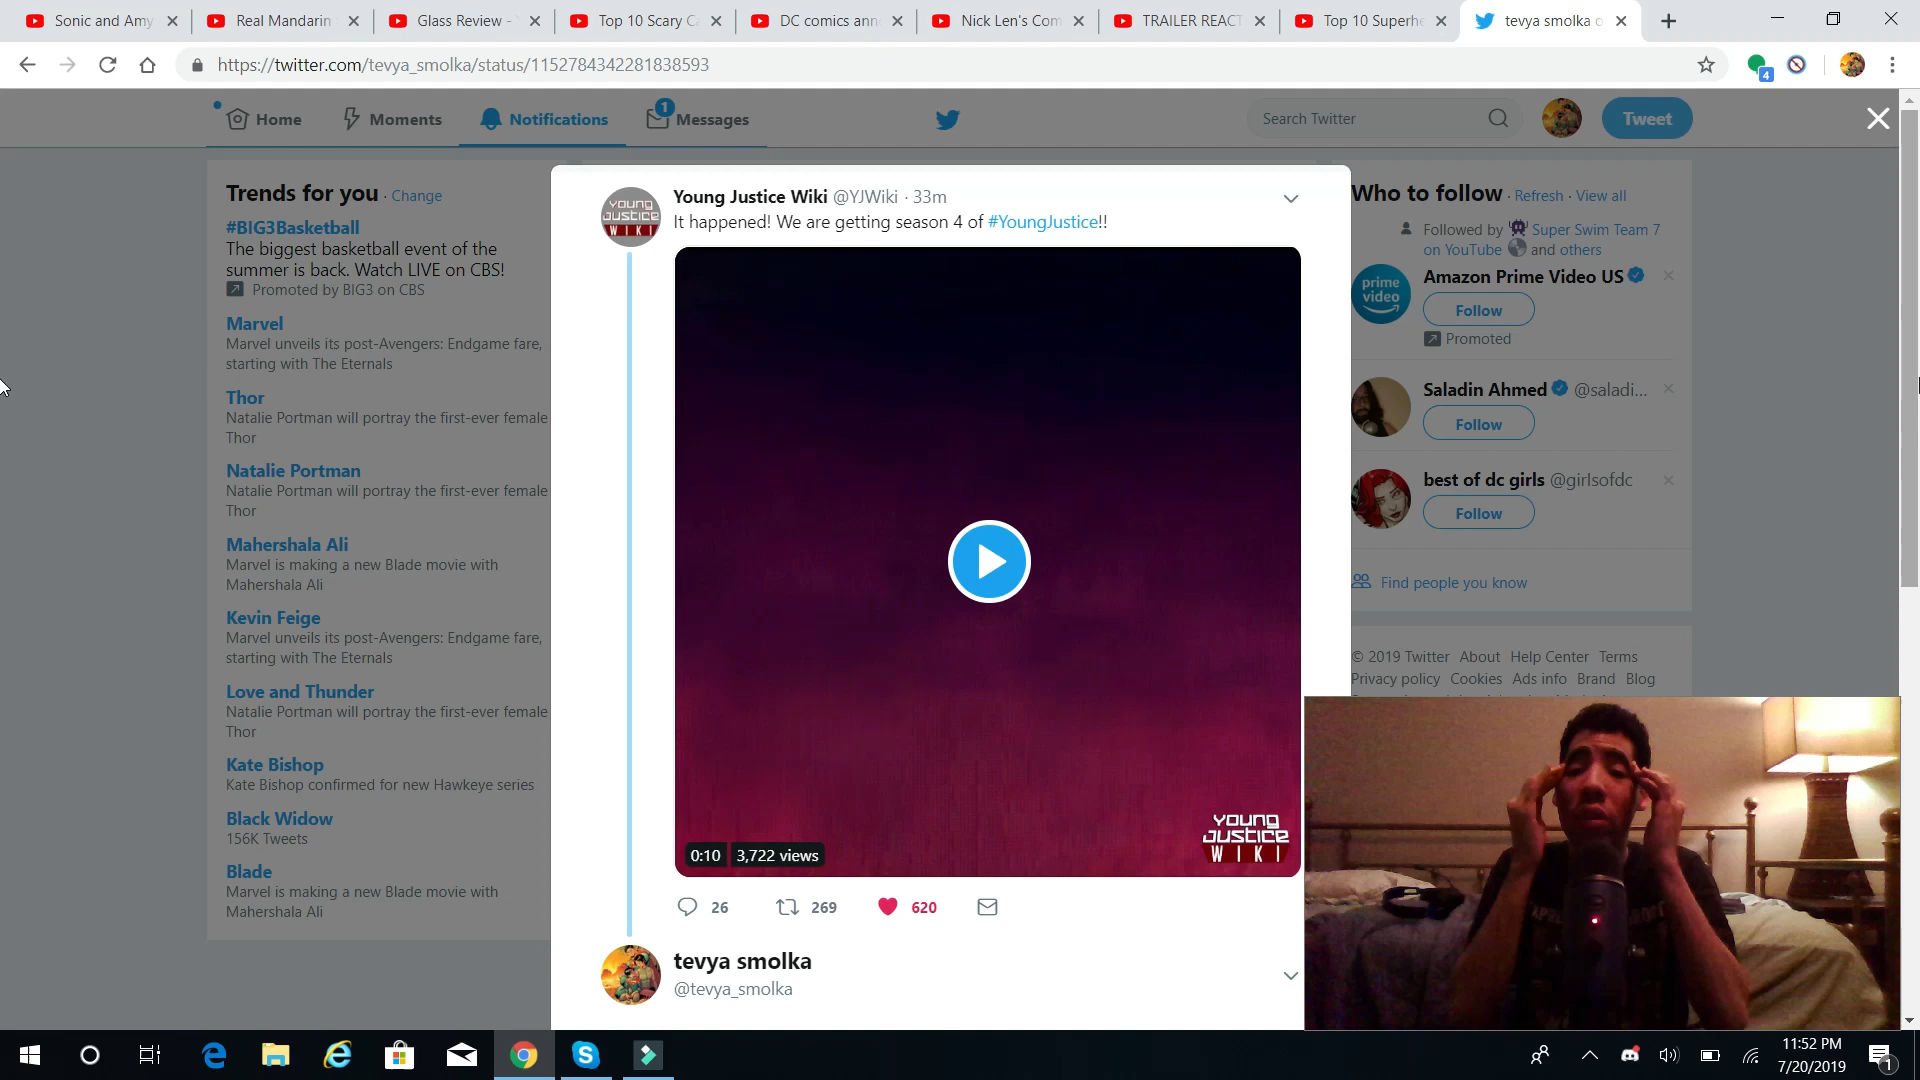 Sonic and Amy
Real Mandarin
Glass Review -
Top 10 Scary C
DC comics ann
Nick Len's Com
TRAILER REACT
Top 10 Superhe
tevya smolka o
https://twitter.com/tevya_smolka/status/1152784342281838593
4
Home
Moments
Notifications
1
Messages
Search Twitter
Tweet
Trends for you · Change
#BIG3Basketball
The biggest basketball event of the
summer is back. Watch LIVE on CBS!
Promoted by BIG3 on CBS
Marvel
Marvel unveils its post-Avengers: Endgame fare,
starting with The Eternals
Thor
Natalie Portman will portray the first-ever female
Thor
Natalie Portman
Natalie Portman will portray the first-ever female
Thor
Mahershala Ali
Marvel is making a new Blade movie with
Mahershala Ali
Kevin Feige
Marvel unveils its post-Avengers: Endgame fare,
starting with The Eternals
Love and Thunder
Natalie Portman will portray the first-ever female
Thor
Kate Bishop
Kate Bishop confirmed for new Hawkeye series
Black Widow
156K Tweets
Blade
Marvel is making a new Blade movie with
Mahershala Ali
YOUNG
JUSTICE
WIKI
Young Justice Wiki @YJWiki · 33m
It happened! We are getting season 4 of #YoungJustice!!
YOUNG
JUSTICE
WIKI
0:10 3,722 views
26 269 620
tevya smolka
@tevya_smolka
Who to follow · Refresh · View all
Followed by Super Swim Team 7
on YouTube and others
prime
video
Amazon Prime Video US
Follow
Promoted
Saladin Ahmed @saladi...
Follow
best of dc girls @girlsofdc
Follow
Find people you know
© 2019 Twitter About Help Center Terms
Privacy policy Cookies Ads info Brand Blog
11:52 PM
7/20/2019
1